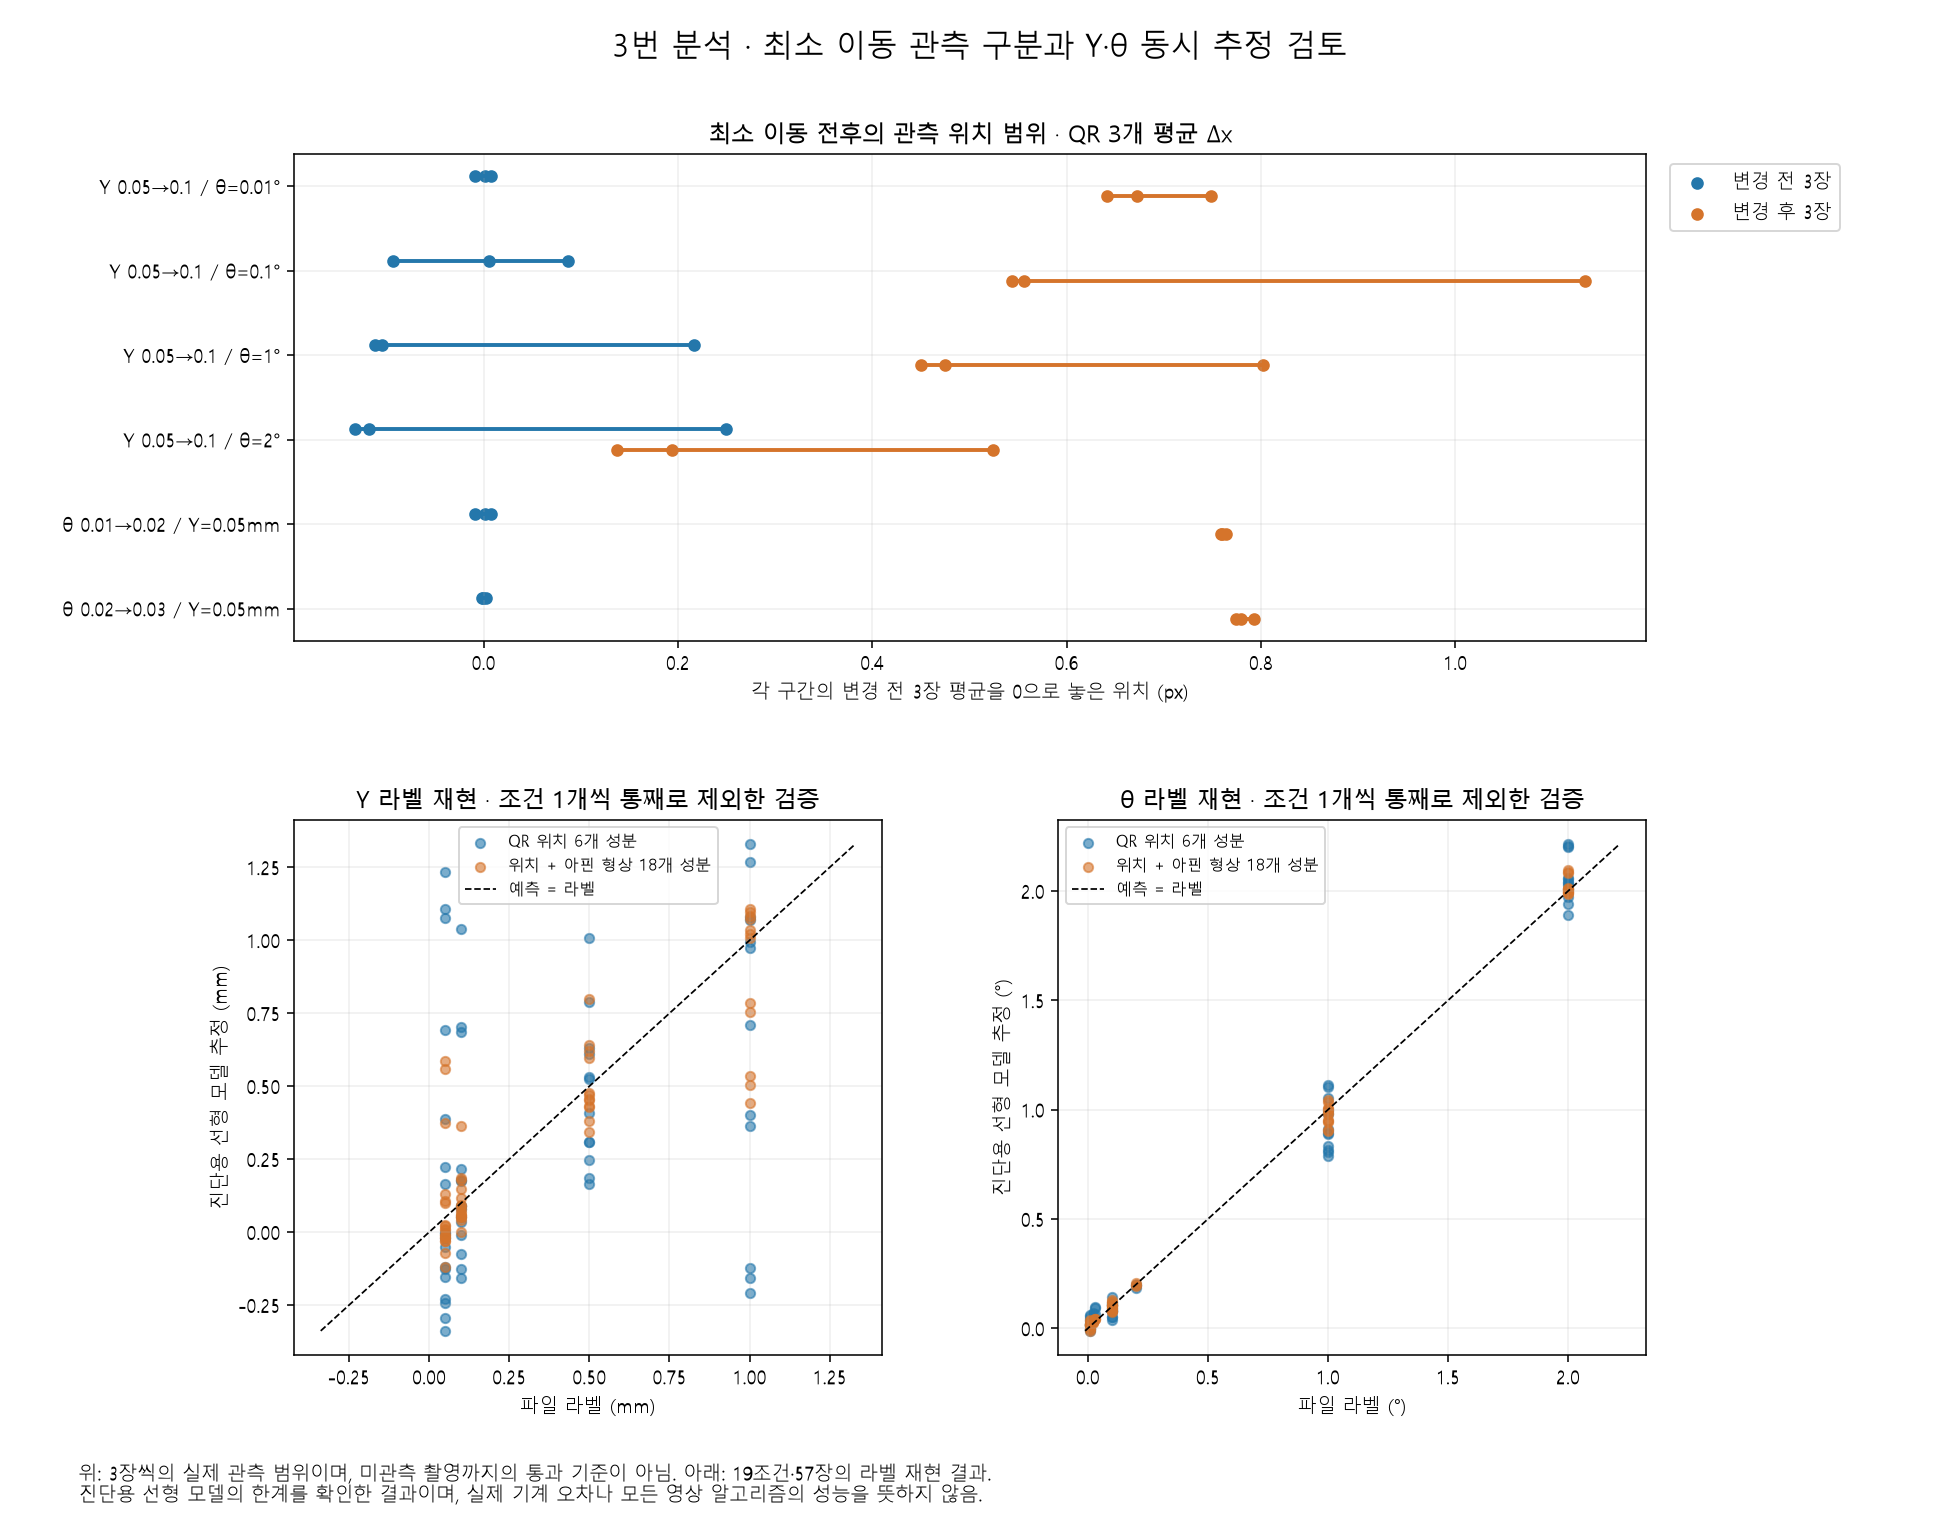 3번 분석 · 최소 이동 관측 구분과 Y·θ 동시 추정 검토
최소 이동 전후의 관측 위치 범위 · QR 3개 평균 Δx
변경 전 3장
변경 후 3장
Y 0.05→0.1 / θ=0.01°
Y 0.05→0.1 / θ=0.1°
Y 0.05→0.1 / θ=1°
Y 0.05→0.1 / θ=2°
θ 0.01→0.02 / Y=0.05mm
θ 0.02→0.03 / Y=0.05mm
0.0 0.2 0.4 0.6 0.8 1.0
각 구간의 변경 전 3장 평균을 0으로 놓은 위치 (px)
Y 라벨 재현 · 조건 1개씩 통째로 제외한 검증
QR 위치 6개 성분
위치 + 아핀 형상 18개 성분
예측 = 라벨
진단용 선형 모델 추정 (mm)
1.25
1.00
0.75
0.50
0.25
0.00
-0.25
-0.25 0.00 0.25 0.50 0.75 1.00 1.25
파일 라벨 (mm)
θ 라벨 재현 · 조건 1개씩 통째로 제외한 검증
QR 위치 6개 성분
위치 + 아핀 형상 18개 성분
예측 = 라벨
진단용 선형 모델 추정 (°)
2.0
1.5
1.0
0.5
0.0
0.0 0.5 1.0 1.5 2.0
파일 라벨 (°)
위: 3장씩의 실제 관측 범위이며, 미관측 촬영까지의 통과 기준이 아님. 아래: 19조건·57장의 라벨 재현 결과.
진단용 선형 모델의 한계를 확인한 결과이며, 실제 기계 오차나 모든 영상 알고리즘의 성능을 뜻하지 않음.